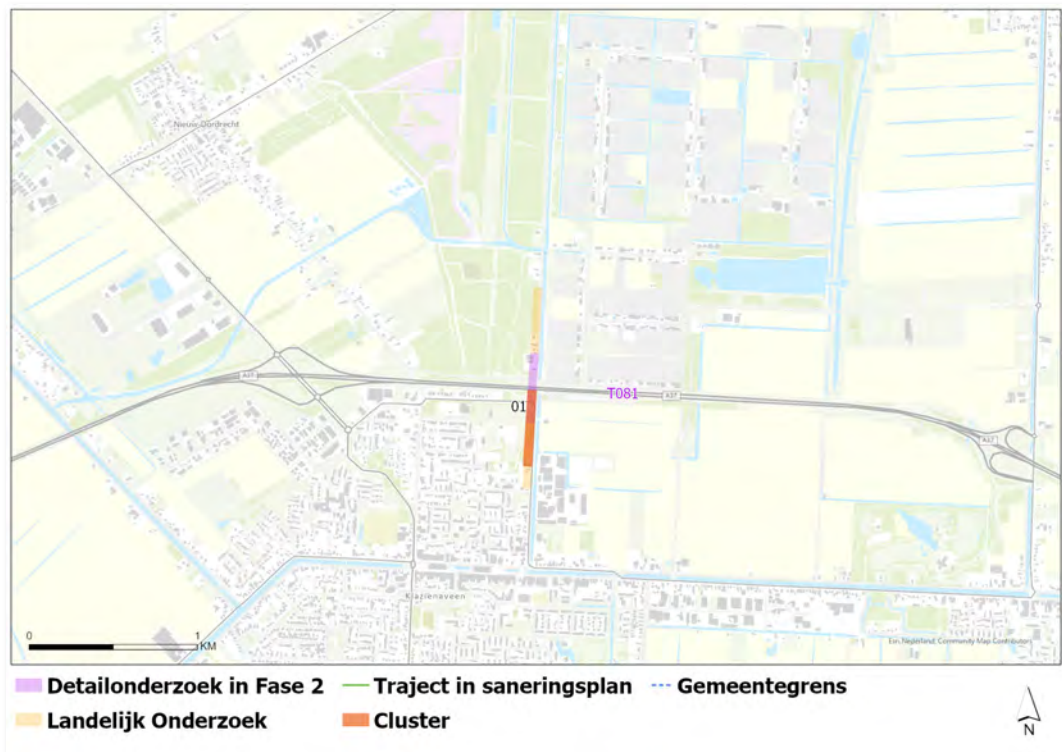 Nieuw-Dordrecht
A37
T081
A37
01
A37
Klazienaveen
0
1
KM
Esri Nederland, Community Map Contributors
Detailonderzoek in Fase 2
Traject in saneringsplan
Gemeentegrens
Landelijk Onderzoek
Cluster
N